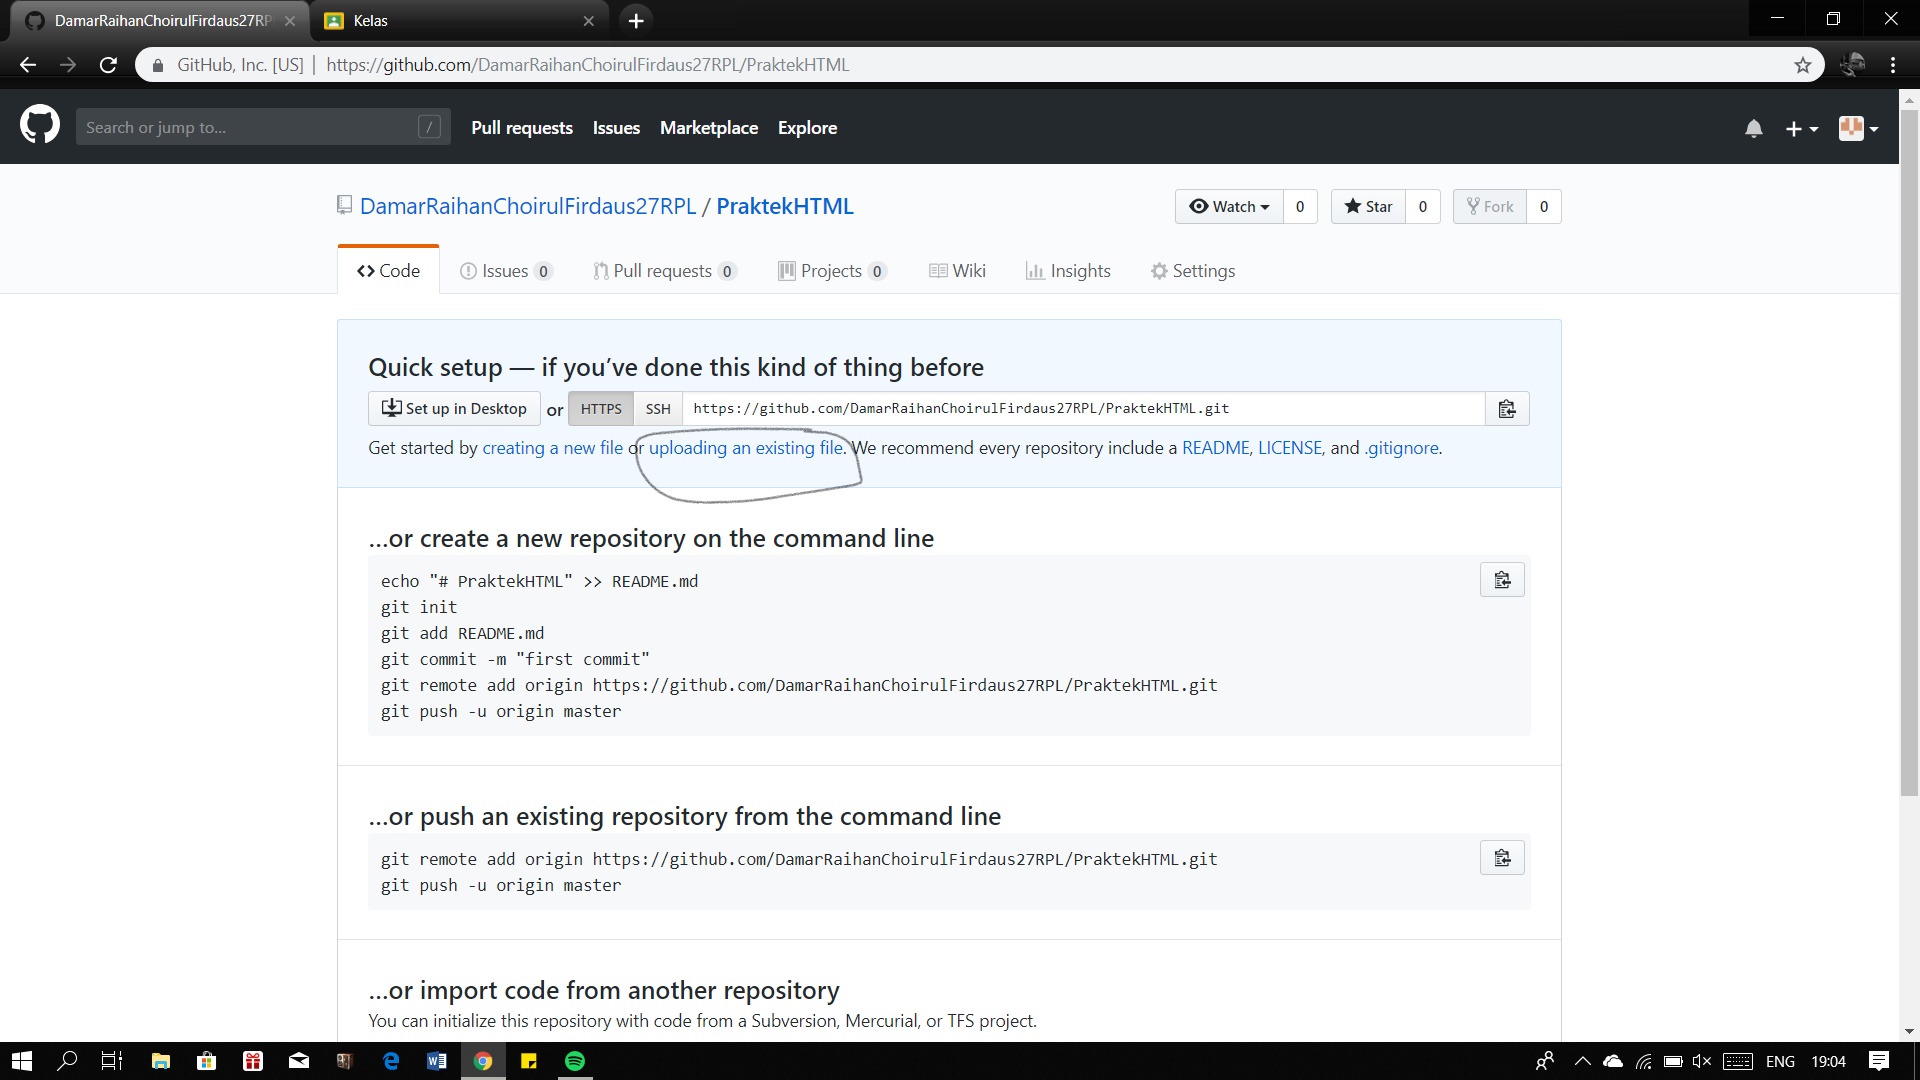 DamarRaihanChoirulFirdaus27RP
Kelas
GitHub, Inc. [US] | https://github.com/DamarRaihanChoirulFirdaus27RPL/PraktekHTML
Search or jump to... /
Pull requests Issues Marketplace Explore
DamarRaihanChoirulFirdaus27RPL / PraktekHTML
Watch 0 Star 0 Fork 0
Code Issues 0 Pull requests 0 Projects 0 Wiki Insights Settings
Quick setup — if you’ve done this kind of thing before
Set up in Desktop or HTTPS SSH https://github.com/DamarRaihanChoirulFirdaus27RPL/PraktekHTML.git
Get started by creating a new file or uploading an existing file. We recommend every repository include a README, LICENSE, and .gitignore.
…or create a new repository on the command line
echo "# PraktekHTML" >> README.md
git init
git add README.md
git commit -m "first commit"
git remote add origin https://github.com/DamarRaihanChoirulFirdaus27RPL/PraktekHTML.git
git push -u origin master
…or push an existing repository from the command line
git remote add origin https://github.com/DamarRaihanChoirulFirdaus27RPL/PraktekHTML.git
git push -u origin master
…or import code from another repository
You can initialize this repository with code from a Subversion, Mercurial, or TFS project.
ENG 19:04